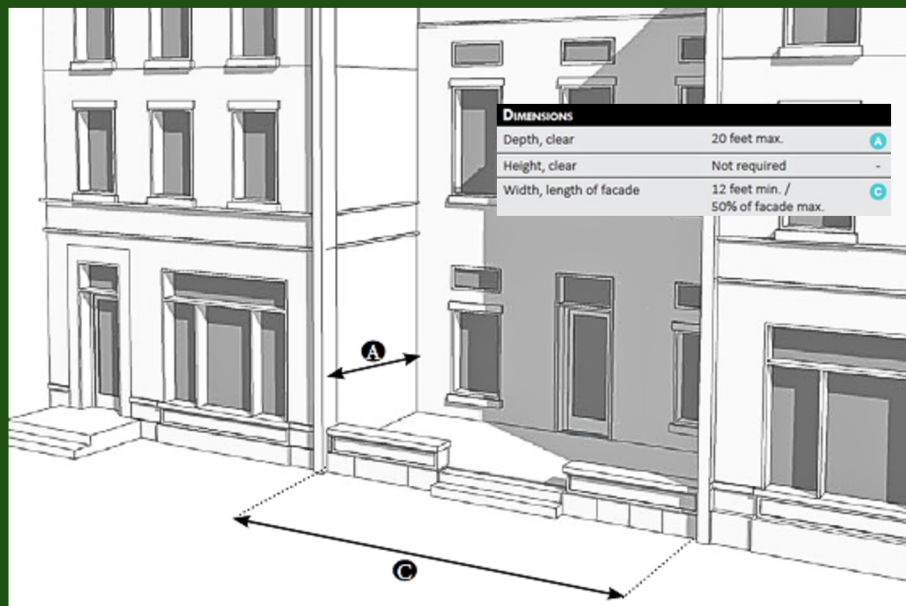 DIMENSIONS
Depth, clear 20 feet max. A
Height, clear Not required -
Width, length of facade 12 feet min. / C
50% of facade max.
A
C